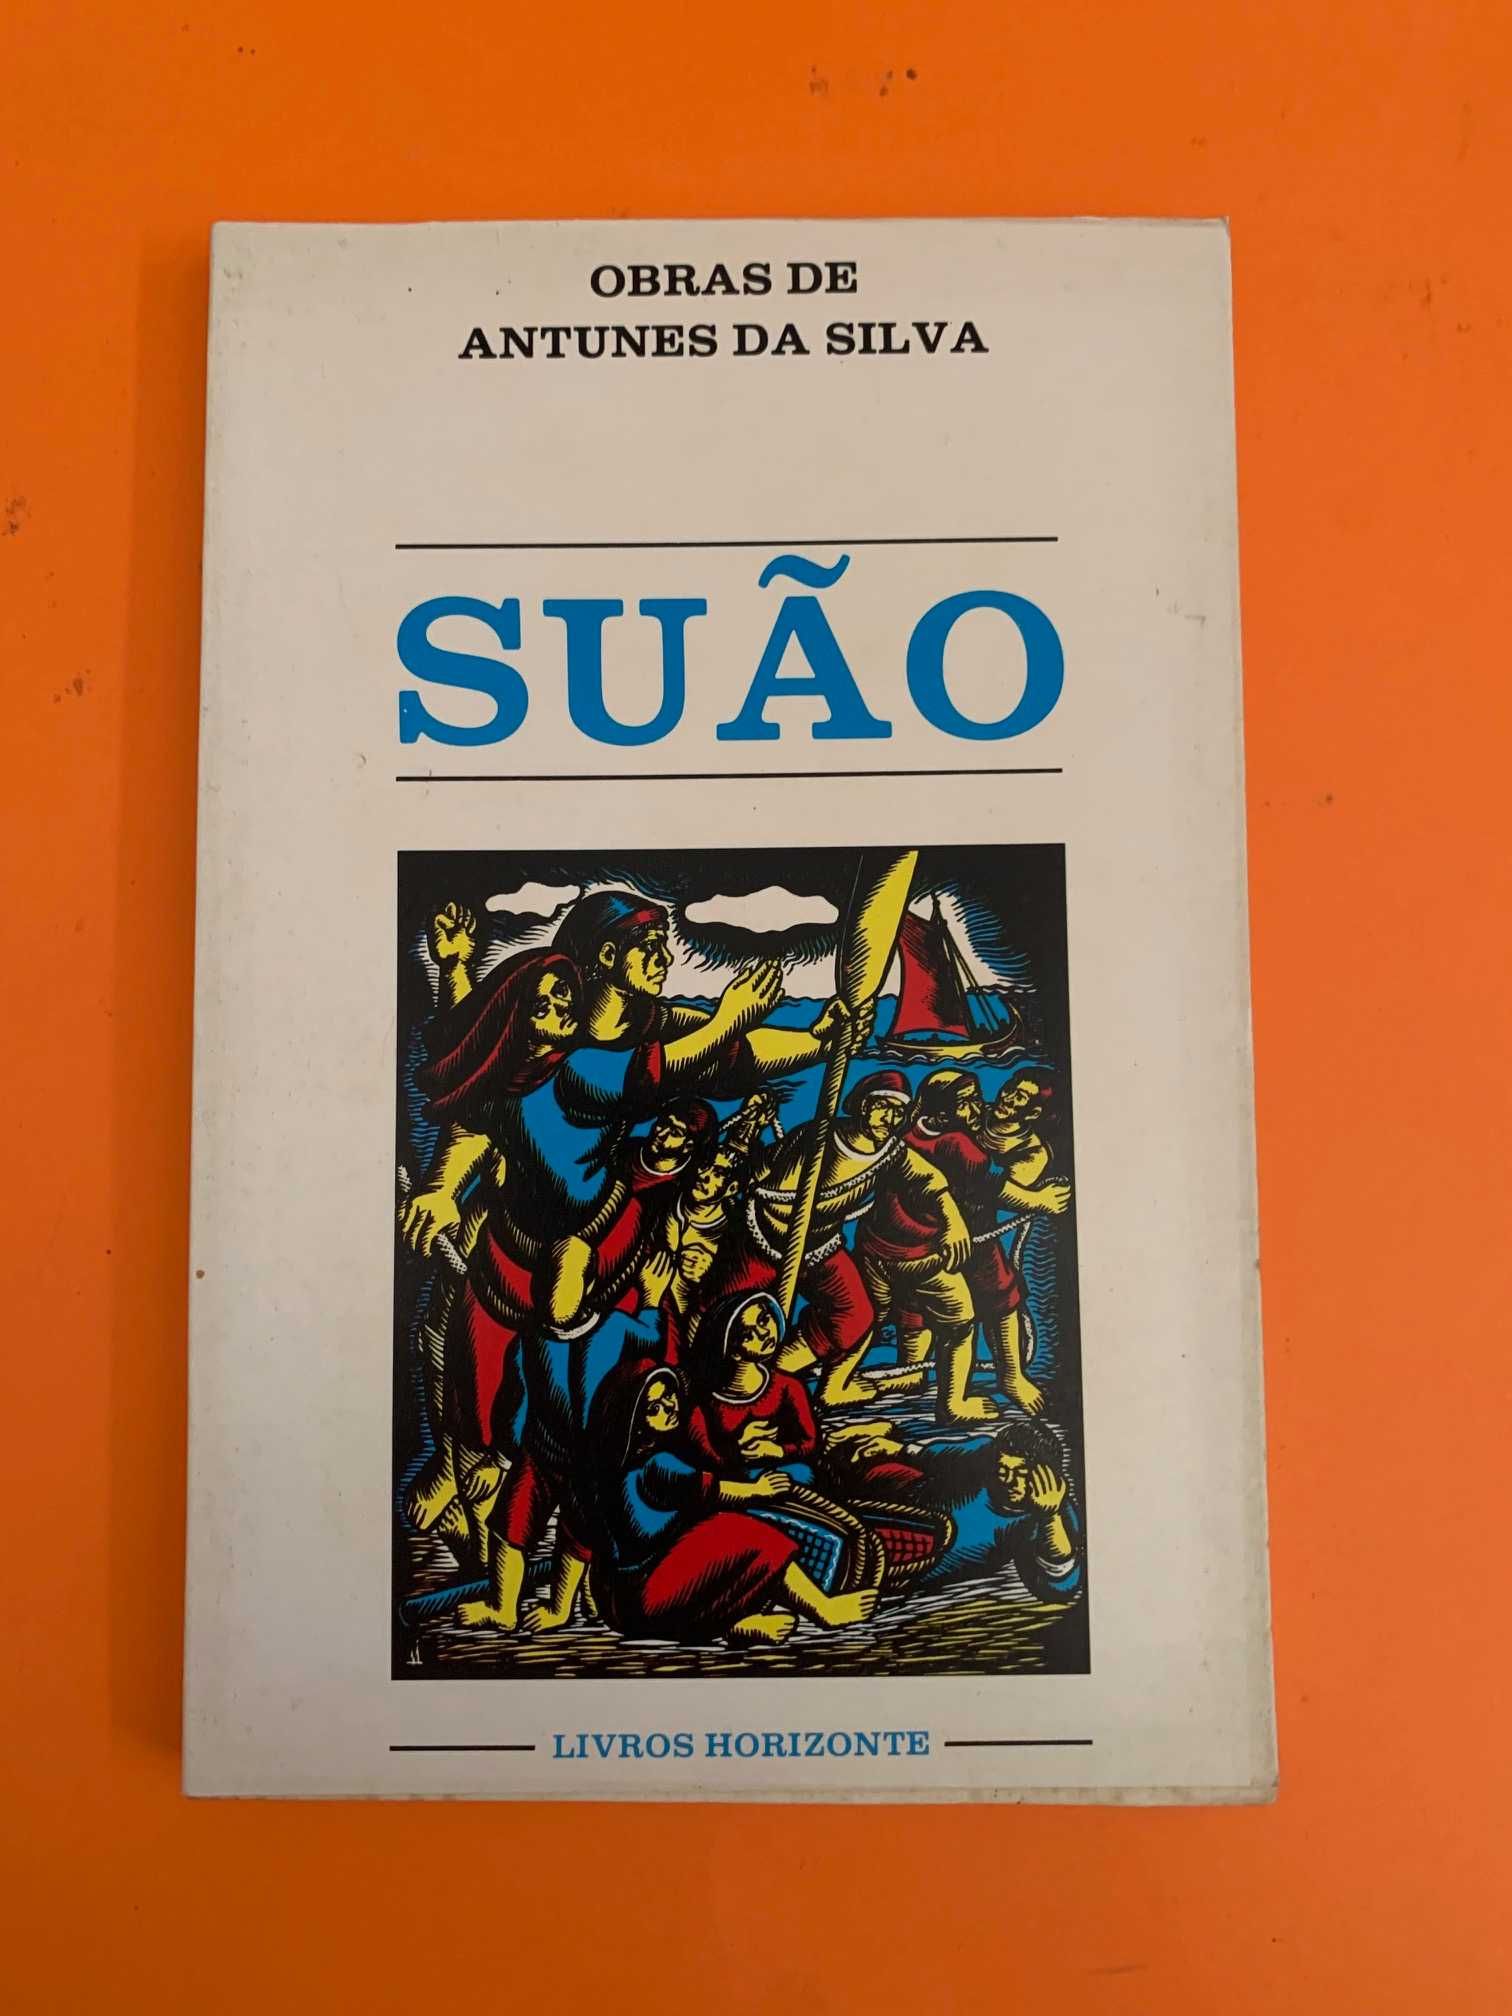 OBRAS DE
ANTUNES DA SILVA
SUÃO
LIVROS HORIZONTE